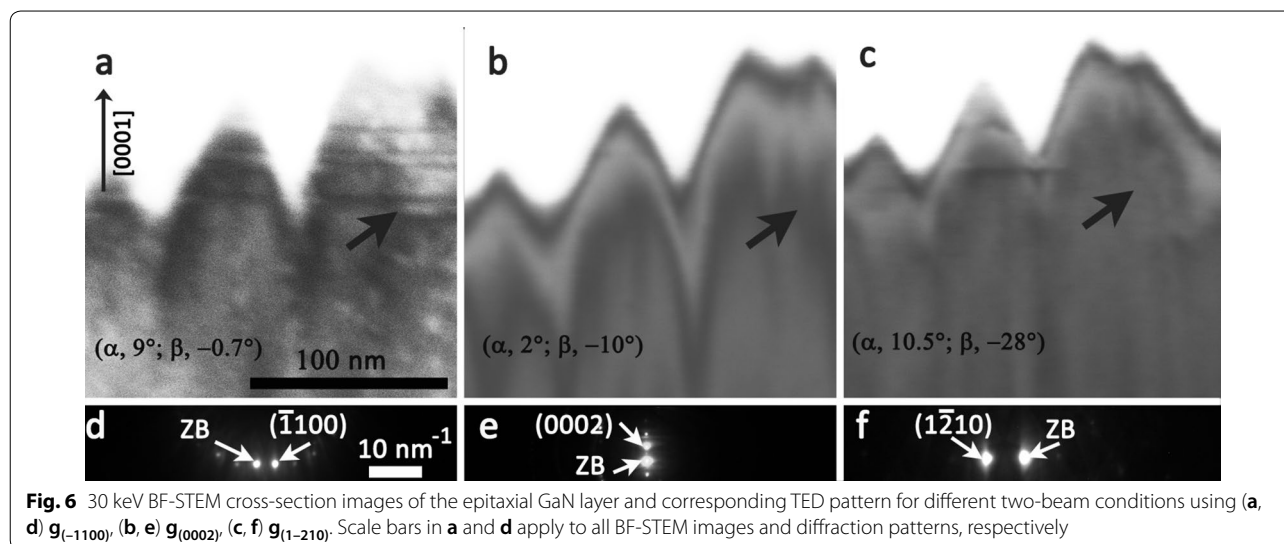 a
b
c
[0001]
(α, 9°; β, −0.7°)
100 nm
(α, 2°; β, −10°)
(α, 10.5°; β, −28°)
d
ZB
(1̄100)
10 nm⁻¹
e
(0002)
ZB
f
(12̄10)
ZB
Fig. 6 30 keV BF-STEM cross-section images of the epitaxial GaN layer and corresponding TED pattern for different two-beam conditions using (a,
d) g(–1100), (b, e) g(0002), (c, f) g(1–210). Scale bars in a and d apply to all BF-STEM images and diffraction patterns, respectively